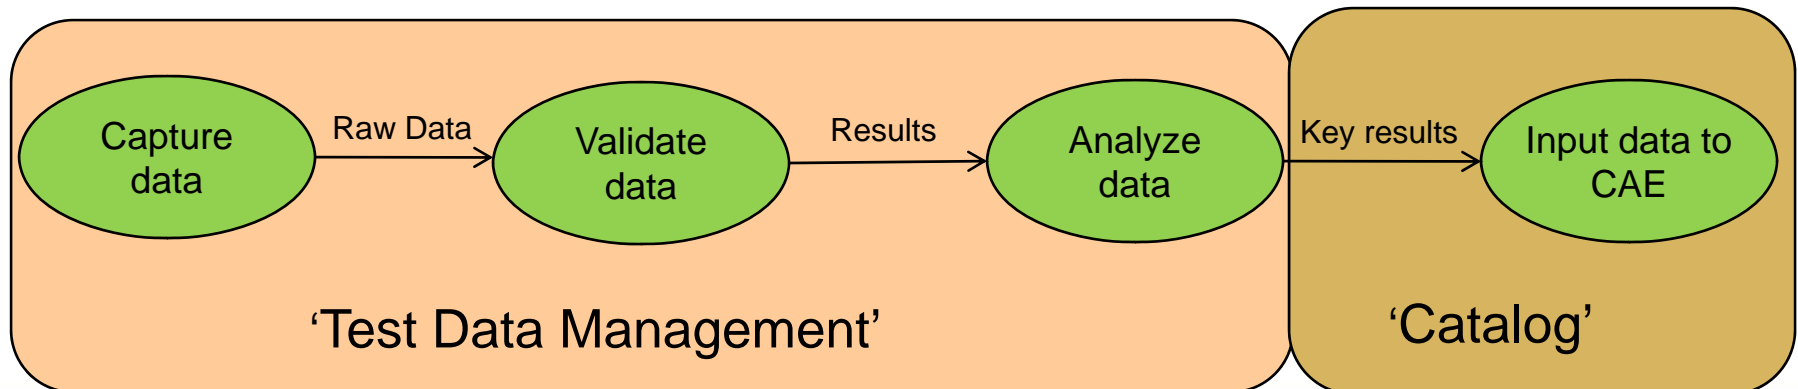 Capture
data
Raw Data
Validate
data
Results
Analyze
data
Key results
Input data to
CAE
‘Test Data Management’
‘Catalog’